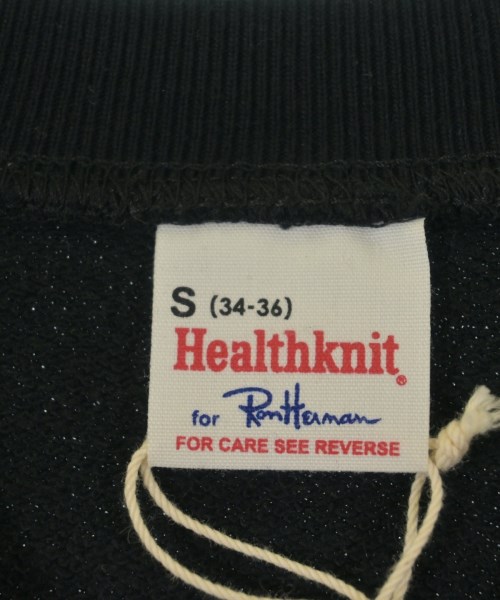 S (34-36)
Healthknit®
for Ron Herman
FOR CARE SEE REVERSE